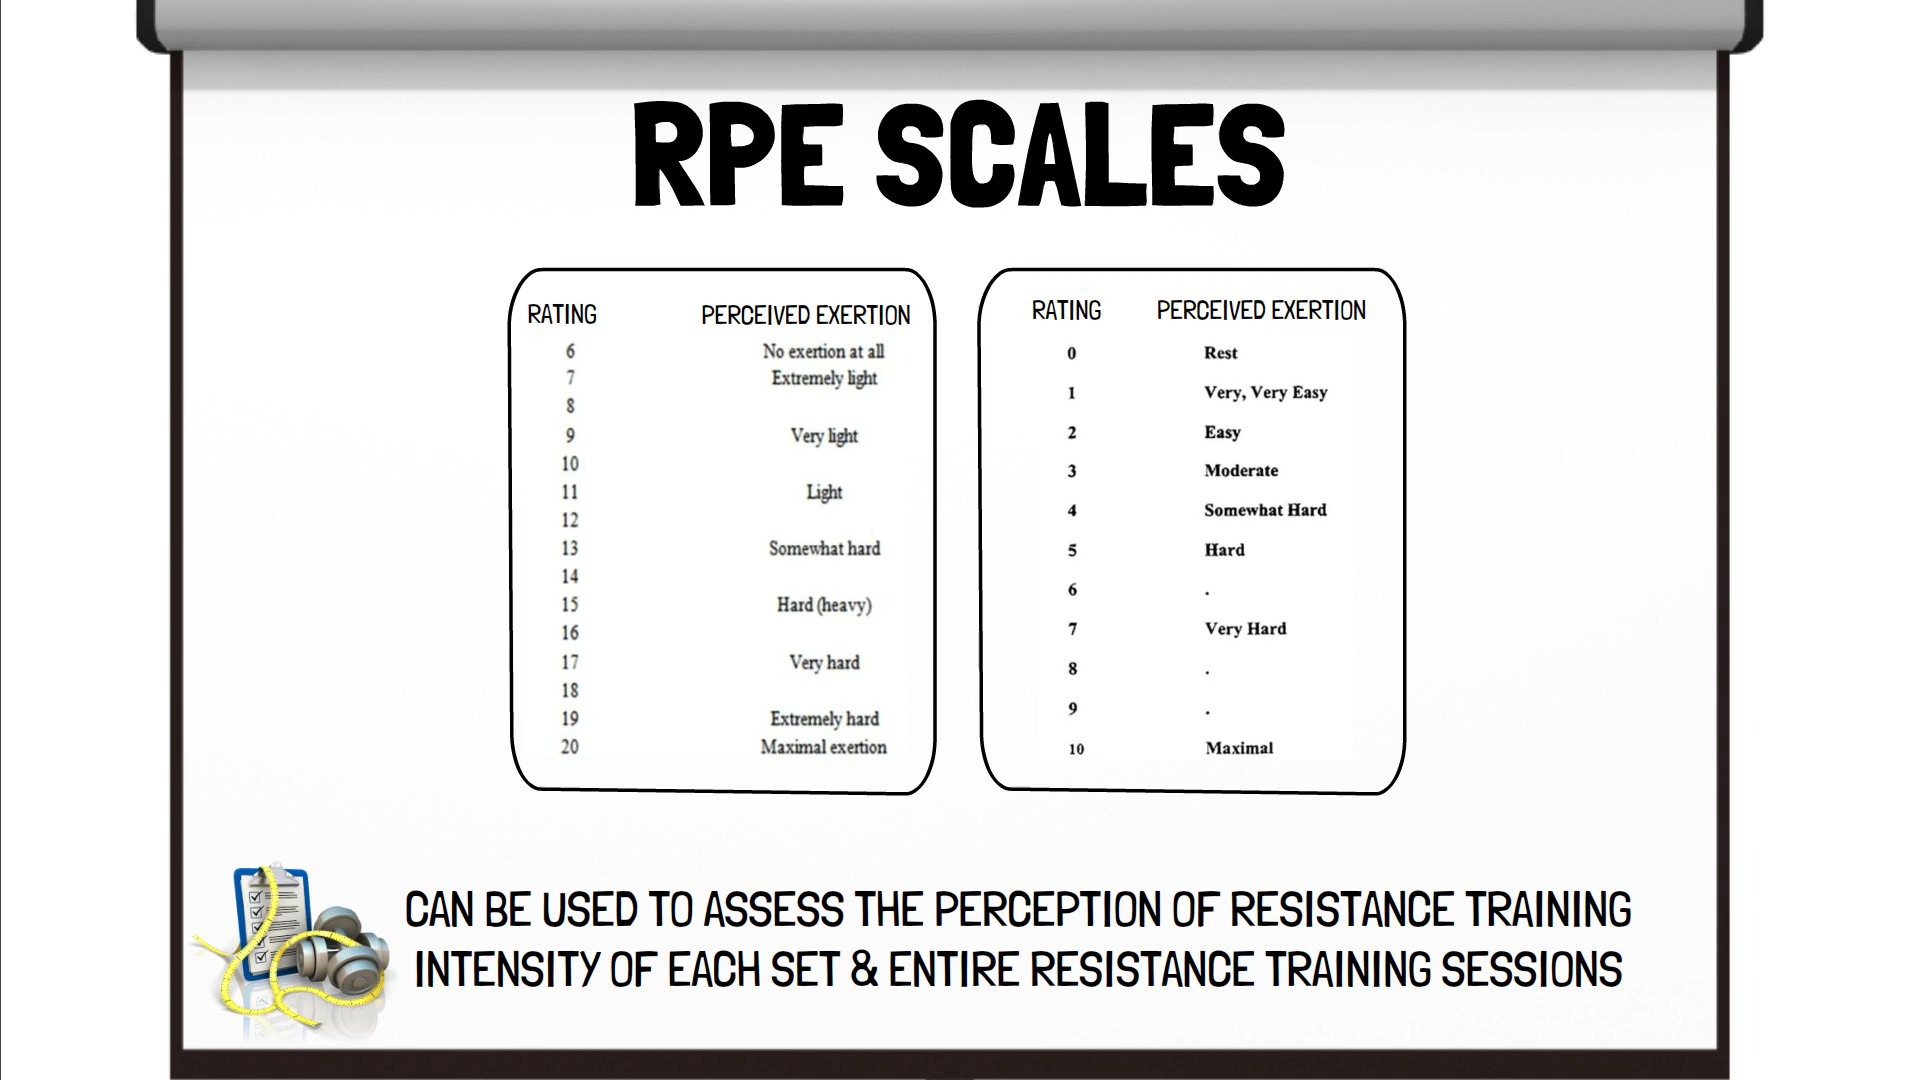 RPE SCALES
RATING PERCEIVED EXERTION
6 No exertion at all
7 Extremely light
8
9 Very light
10
11 Light
12
13 Somewhat hard
14
15 Hard (heavy)
16
17 Very hard
18
19 Extremely hard
20 Maximal exertion
RATING PERCEIVED EXERTION
0 Rest
1 Very, Very Easy
2 Easy
3 Moderate
4 Somewhat Hard
5 Hard
6 .
7 Very Hard
8 .
9 .
10 Maximal
CAN BE USED TO ASSESS THE PERCEPTION OF RESISTANCE TRAINING
INTENSITY OF EACH SET & ENTIRE RESISTANCE TRAINING SESSIONS